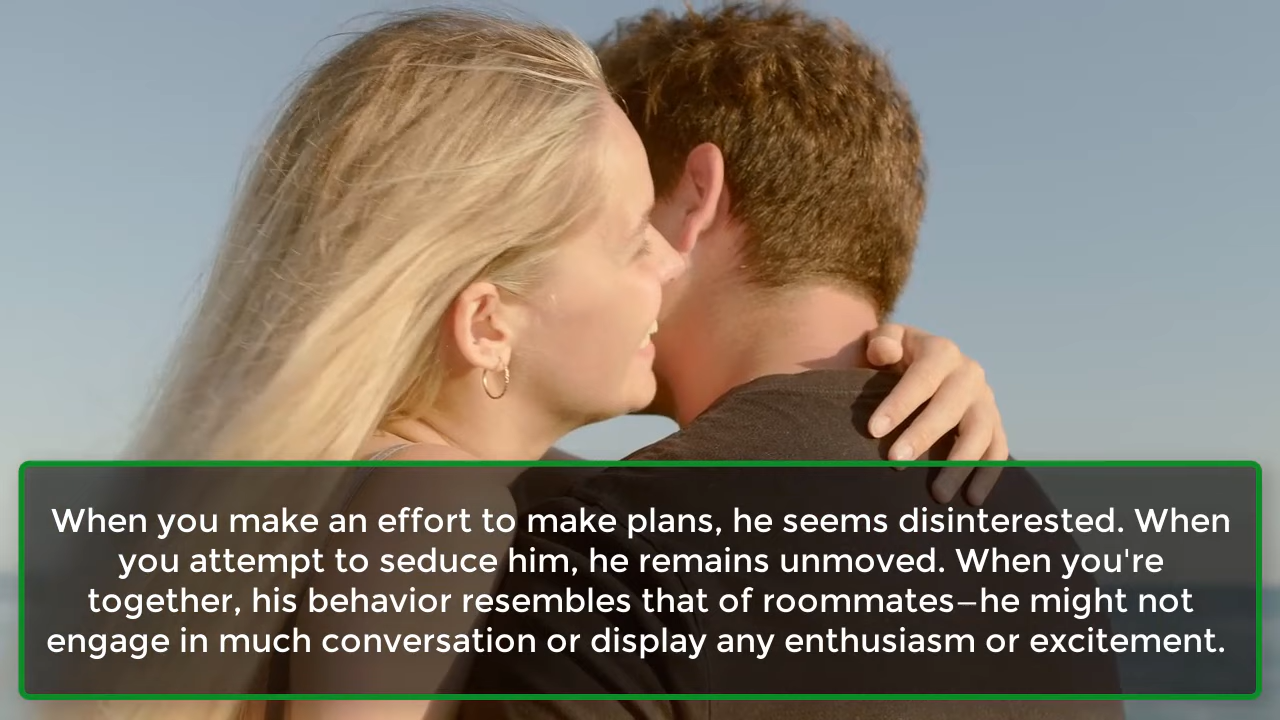 When you make an effort to make plans, he seems disinterested. When
you attempt to seduce him, he remains unmoved. When you're
together, his behavior resembles that of roommates—he might not
engage in much conversation or display any enthusiasm or excitement.